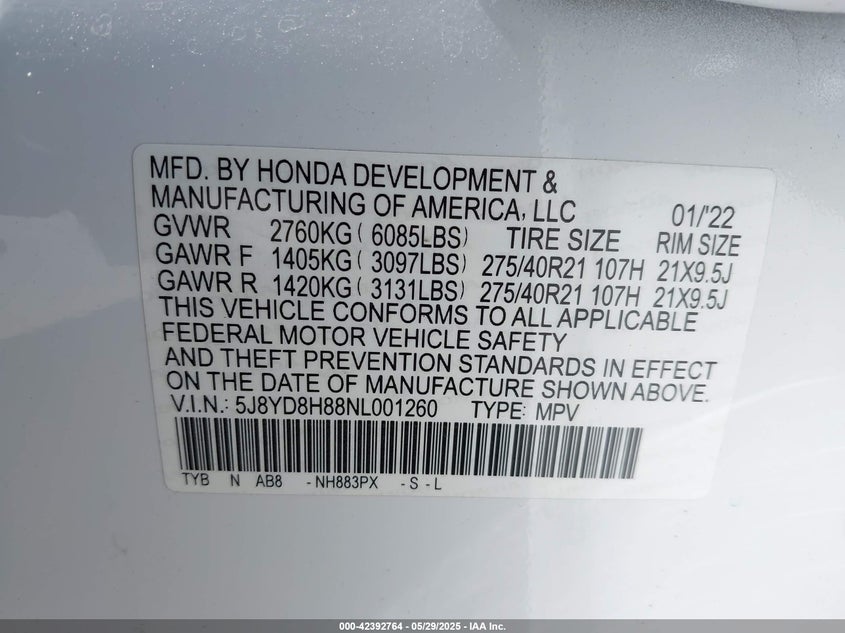 MFD. BY HONDA DEVELOPMENT &
MANUFACTURING OF AMERICA, LLC 01/'22
GVWR 2760KG ( 6085LBS) TIRE SIZE RIM SIZE
GAWR F 1405KG ( 3097LBS) 275/40R21 107H 21X9.5J
GAWR R 1420KG ( 3131LBS) 275/40R21 107H 21X9.5J
THIS VEHICLE CONFORMS TO ALL APPLICABLE
FEDERAL MOTOR VEHICLE SAFETY
AND THEFT PREVENTION STANDARDS IN EFFECT
ON THE DATE OF MANUFACTURE SHOWN ABOVE.
V.I.N.: 5J8YD8H88NL001260 TYPE: MPV
TYB N AB8 - NH883PX - S - L
000-42392764 - 05/29/2025 - IAA Inc.